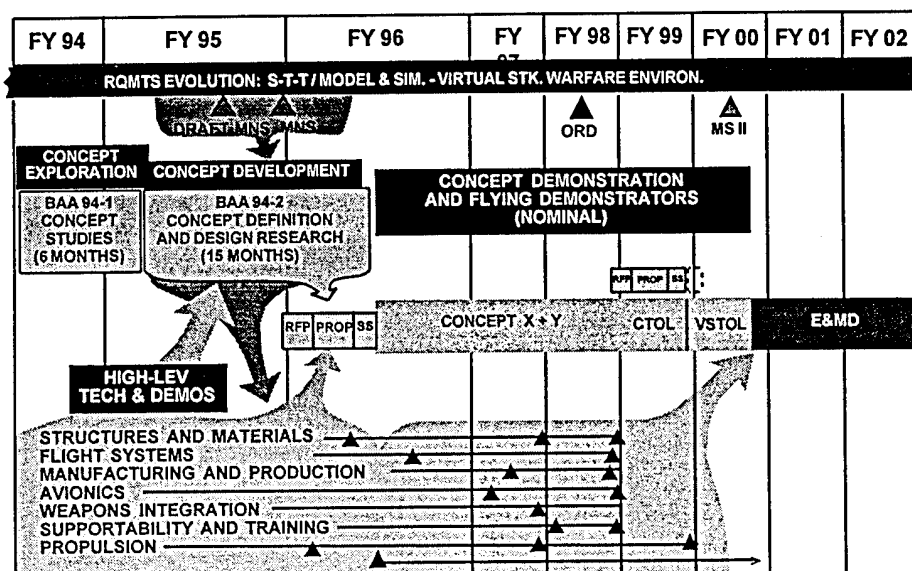 FY 94
FY 95
FY 96
FY
97
FY 98
FY 99
FY 00
FY 01
FY 02
RQMTS EVOLUTION: S-T-T / MODEL & SIM. - VIRTUAL STK. WARFARE ENVIRON.
DRAFT MNS
MNS
ORD
MS II
CONCEPT
EXPLORATION
CONCEPT DEVELOPMENT
CONCEPT DEMONSTRATION
AND FLYING DEMONSTRATORS
(NOMINAL)
BAA 94-1
CONCEPT
STUDIES
(6 MONTHS)
BAA 94-2
CONCEPT DEFINITION
AND DESIGN RESEARCH
(15 MONTHS)
RFP PROP SS
RFP PROP SS
CONCEPT X + Y
CTOL
VSTOL
E&MD
HIGH-LEV
TECH & DEMOS
STRUCTURES AND MATERIALS
FLIGHT SYSTEMS
MANUFACTURING AND PRODUCTION
AVIONICS
WEAPONS INTEGRATION
SUPPORTABILITY AND TRAINING
PROPULSION